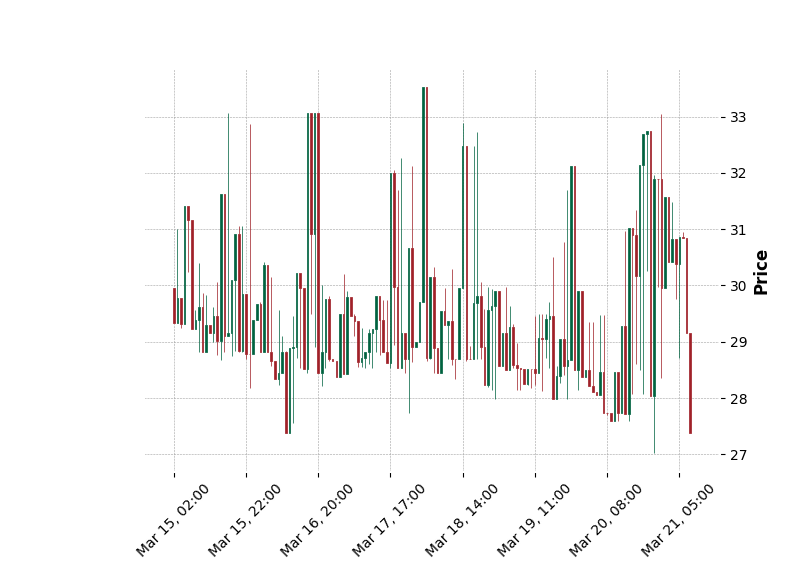 33
32
31
30
29
28
27
Price
Mar 15, 02:00
Mar 15, 22:00
Mar 16, 20:00
Mar 17, 17:00
Mar 18, 14:00
Mar 19, 11:00
Mar 20, 08:00
Mar 21, 05:00